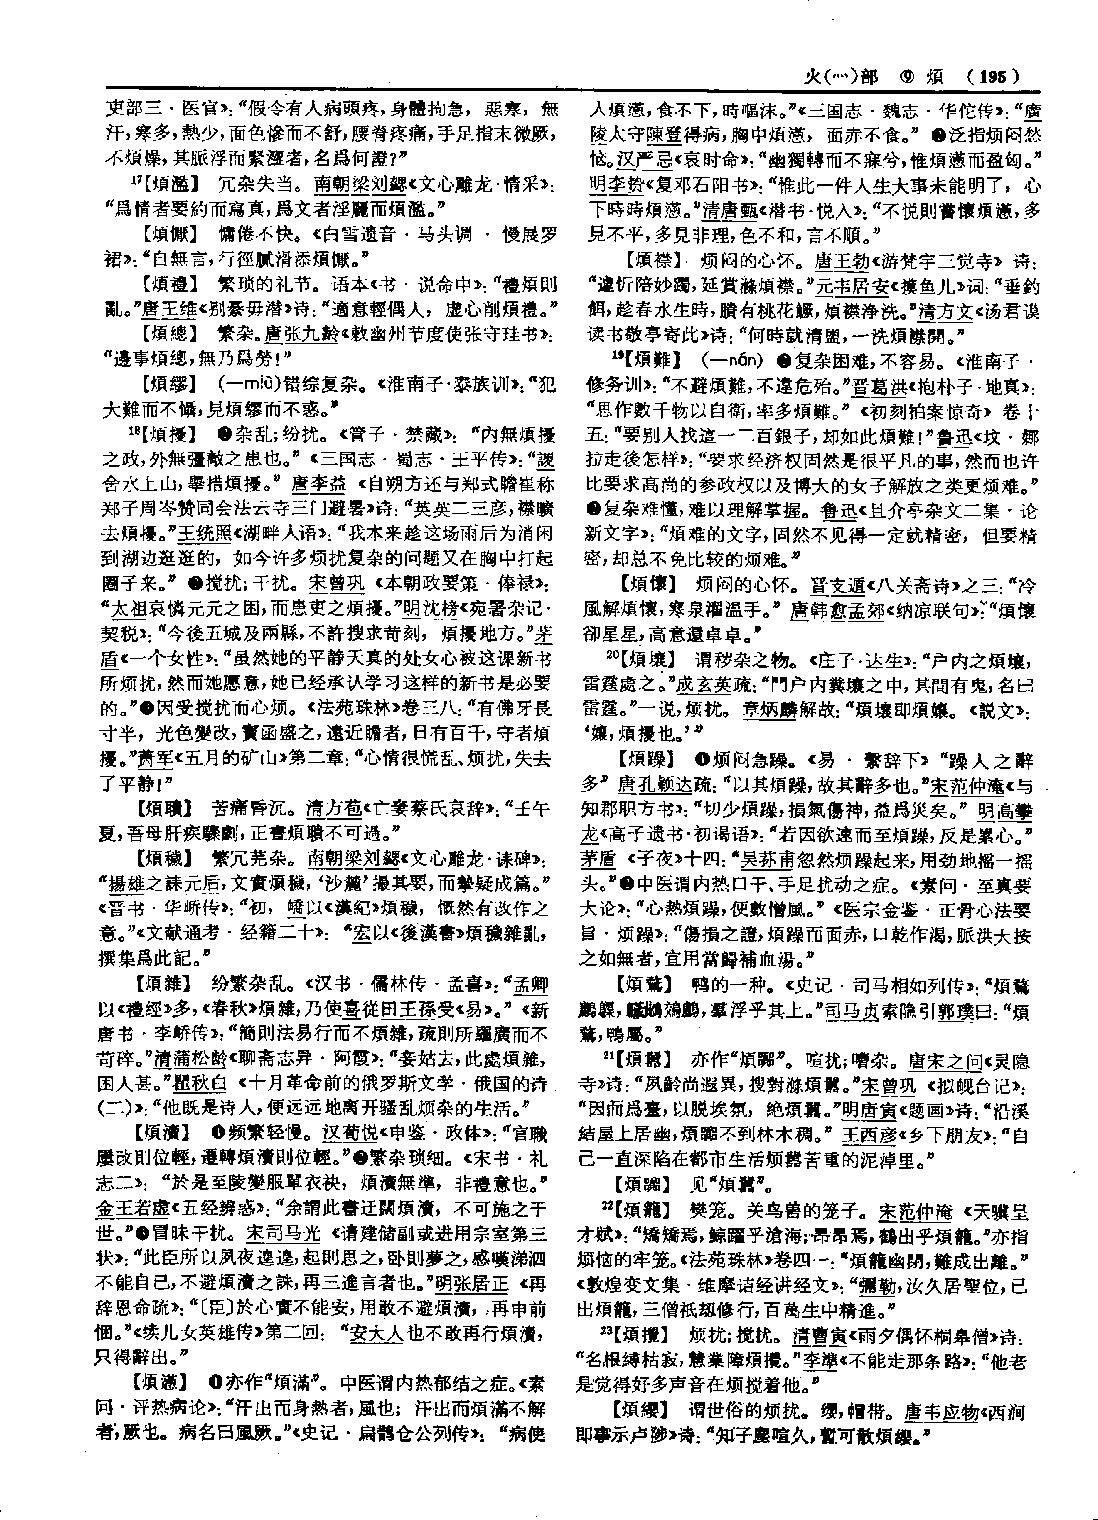 火(灬)部 ⑨ 煩 (195)
吏部三·医官》：“假令有人病頭疼，身體拘急，惡寒，無
汗，寒多，熱少，面色慘而不舒，腰脊疼痛，手足指末微厥，
不煩燥，其脈浮而緊澀者，名爲何證？”
17【煩濫】 冗杂失当。南朝梁刘勰《文心雕龙·情采》：
“爲情者要約而寫真，爲文者淫麗而煩濫。”
【煩懨】 慵倦不快。《白雪遗音·马头调·慢展罗
裙》：“自無言，行徑膩滑添煩懨。”
【煩禮】 繁琐的礼节。语本《书·说命中》：“禮煩則
亂。”唐王维《别綦毋潜》诗：“適意輕偶人，虚心削煩禮。”
【煩總】 繁杂。唐张九龄《敕幽州节度使张守珪书》：
“邊事煩總，無乃爲勞！”
【煩繆】 (—miù)错综复杂。《淮南子·泰族训》：“犯
大難而不懾，見煩繆而不惑。”
18【煩擾】 ❶杂乱；纷扰。《管子·禁藏》：“内無煩擾
之政，外無彊敵之患也。”《三国志·蜀志·王平传》：“謖
舍水上山，舉措煩擾。”唐李益《自朔方还与郑式瞻崔称
郑子周岑赞同会法云寺三门避暑》诗：“英英二三彦，襟曠
去煩擾。”王统照《湖畔人语》：“我本来趁这场雨后为消闲
到湖边逛逛的，如今许多烦扰复杂的问题又在胸中打起
圈子来。”❷搅扰；干扰。宋曾巩《本朝政要策·俸禄》：
“太祖哀憐元元之困，而患吏之煩擾。”明沈榜《宛署杂记·
契税》：“今後五城及兩縣，不許搜求苛刻，煩擾地方。”茅
盾《一个女性》：“虽然她的平静天真的处女心被这课新书
所烦扰，然而她愿意，她已经承认学习这样的新书是必要
的。”❸因受搅扰而心烦。《法苑珠林》卷三八：“有佛牙長
寸半，光色變改，寶函盛之，遠近瞻者，日有百千，守者煩
擾。”萧军《五月的矿山》第二章：“心情很慌乱、烦扰，失去
了平静！”
【煩聵】 苦痛昏沉。清方苞《亡妻蔡氏哀辞》：“壬午
夏，吾母肝疾驟劇，正晝煩聵不可過。”
【煩穢】 繁冗芜杂。南朝梁刘勰《文心雕龙·诔碑》：
“揚雄之誄元后，文實煩穢，‘沙麓’撮其要，而摯疑成篇。”
《晋书·华峤传》：“初，嶠以《漢紀》煩穢，慨然有改作之
意。”《文献通考·经籍二十》：“宏以《後漢書》煩穢雜亂，
撰集爲此記。”
【煩雜】 纷繁杂乱。《汉书·儒林传·孟喜》：“孟卿
以《禮經》多，《春秋》煩雜，乃使喜從田王孫受《易》。”《新
唐书·李峤传》：“簡則法易行而不煩雜，疏則所羅廣而不
苛碎。”清蒲松龄《聊斋志异·阿霞》：“妾姑去，此處煩雜，
困人甚。”瞿秋白《十月革命前的俄罗斯文学·俄国的诗
(二)》：“他既是诗人，便远远地离开骚乱烦杂的生活。”
【煩瀆】 ❶频繁轻慢。汉荀悦《申鉴·政体》：“官職
屢改則位輕，遷轉煩瀆則位輕。”❷繁杂琐细。《宋书·礼
志二》：“於是至陵變服單衣袂，煩瀆無準，非禮意也。”
金王若虚《五经辨惑》：“余謂此書迂闊煩瀆，不可施之于
世。”❸冒昧干扰。宋司马光《请建储副或进用宗室第三
状》：“此臣所以夙夜遑遑，起則思之，卧則夢之，感嘆涕泗
不能自己，不避煩瀆之誅，再三進言者也。”明张居正《再
辞恩命疏》：“〔臣〕於心實不能安，用敢不避煩瀆，再申前
悃。”《续儿女英雄传》第二回：“安大人也不敢再行煩瀆，
只得辭出。”
【煩懣】 ❶亦作“煩滿”。中医谓内热郁结之症。《素
问·评热病论》：“汗出而身熱者，風也；汗出而煩滿不解
者，厥也。病名曰風厥。”《史记·扁鹊仓公列传》：“病使
人煩懣，食不下，時嘔沫。”《三国志·魏志·华佗传》：“廣
陵太守陳登得病，胸中煩懣，面赤不食。”❷泛指烦闷愁
恼。汉严忌《哀时命》：“幽獨轉而不寐兮，惟煩懣而盈匈。”
明李贽《复邓石阳书》：“惟此一件人生大事未能明了，心
下時時煩懣。”清唐甄《潜书·悦入》：“不悦則嘗懷煩懣，多
見不平，多見非理，色不和，言不順。”
【煩襟】 烦闷的心怀。唐王勃《游梵宇三觉寺》诗：
“遽忻陪妙躅，延賞滌煩襟。”元韦居安《摸鱼儿》词：“垂釣
餌，趁春水生時，賸有桃花鱖，煩襟净洗。”清方文《汤君谟
读书敬亭寄此》诗：“何時就清盥，一洗煩襟開。”
19【煩難】 (—nán) ❶复杂困难，不容易。《淮南子·
修务训》：“不避煩難，不違危殆。”晋葛洪《抱朴子·地真》：
“思作數千物以自衛，率多煩難。”《初刻拍案惊奇》卷十
五：“要别人找這一二百銀子，却如此煩難！”鲁迅《坟·娜
拉走後怎样》：“要求经济权固然是很平凡的事，然而也许
比要求高尚的参政权以及博大的女子解放之类更烦难。”
❷复杂难懂，难以理解掌握。鲁迅《且介亭杂文二集·论
新文字》：“煩难的文字，固然不见得一定就精密，但要精
密，却总不免比较的烦难。”
【煩懷】 烦闷的心怀。晋支遁《八关斋诗》之三：“冷
風解煩懷，寒泉濯温手。”唐韩愈孟郊《纳凉联句》：“煩懷
卻星星，高意還卓卓。”
20【煩壤】 谓秽杂之物。《庄子·达生》：“户内之煩壤，
雷霆處之。”成玄英疏：“門户内糞壤之中，其間有鬼，名曰
雷霆。”一说，烦扰。章炳麟解故：“煩壤即煩孃。《説文》：
‘孃，煩擾也。’”
【煩躁】 ❶烦闷急躁。《易·繫辞下》“躁人之辭
多”唐孔颖达疏：“以其煩躁，故其辭多也。”宋范仲淹《与
知郡职方书》：“切少煩躁，損氣傷神，益爲災矣。”明高攀
龙《高子遗书·初谒语》：“若因欲速而至煩躁，反是累心。”
茅盾《子夜》十四：“吴荪甫忽然烦躁起来，用劲地摇一摇
头。”❷中医谓内热口干、手足扰动之症。《素问·至真要
大论》：“心熱煩躁，便數憎風。”《医宗金鉴·正骨心法要
旨·烦躁》：“傷損之證，煩躁而面赤，口乾作渴，脈洪大按
之如無者，宜用當歸補血湯。”
【煩鶩】 鸭的一种。《史记·司马相如列传》：“煩鶩
鷛𪆫，鵁鸕，羣浮乎其上。”司马贞索隐引郭璞曰：“煩
鶩，鴨屬。”
21【煩囂】 亦作“煩嚻”。喧扰；嘈杂。唐宋之问《灵隐
寺》诗：“夙齡尚遐異，搜對滌煩囂。”宋曾巩《拟岘台记》：
“因而爲臺，以脱埃氛，絶煩囂。”明唐寅《题画》诗：“沿溪
結屋上居幽，煩嚻不到林木稠。”王西彦《乡下朋友》：“自
己一直深陷在都市生活烦嚣苦重的泥淖里。”
【煩嚻】 见“煩囂”。
22【煩籠】 樊笼。关鸟兽的笼子。宋范仲淹《天骥呈
才赋》：“矯矯焉，鯨躍乎滄海；昂昂焉，鶴出乎煩籠。”亦指
烦恼的牢笼。《法苑珠林》卷四一：“煩籠幽閉，難成出離。”
《敦煌变文集·维摩诘经讲经文》：“彌勒，汝久居聖位，已
出煩籠，三僧祇劫修行，百萬生中精進。”
23【煩攪】 烦扰；搅扰。清曹寅《雨夕偶怀桐皋僧》诗：
“名根縛枯寂，慧業障煩攪。”李準《不能走那条路》：“他老
是觉得好多声音在烦搅着他。”
【煩纓】 谓世俗的烦扰。缨，帽带。唐韦应物《西涧
即事示卢陟》诗：“知子塵喧久，暫可散煩纓。”